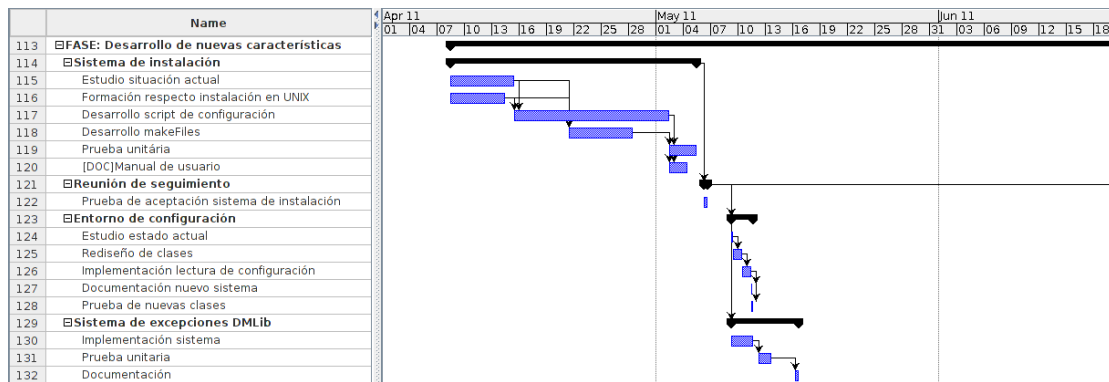 Name
Apr 11 May 11 Jun 11
01 04 07 10 13 16 19 22 25 28 01 04 07 10 13 16 19 22 25 28 31 03 06 09 12 15 18
113 FASE: Desarrollo de nuevas características
114 Sistema de instalación
115 Estudio situación actual
116 Formación respecto instalación en UNIX
117 Desarrollo script de configuración
118 Desarrollo makeFiles
119 Prueba unitária
120 [DOC]Manual de usuario
121 Reunión de seguimiento
122 Prueba de aceptación sistema de instalación
123 Entorno de configuración
124 Estudio estado actual
125 Rediseño de clases
126 Implementación lectura de configuración
127 Documentación nuevo sistema
128 Prueba de nuevas clases
129 Sistema de excepciones DMLib
130 Implementación sistema
131 Prueba unitaria
132 Documentación